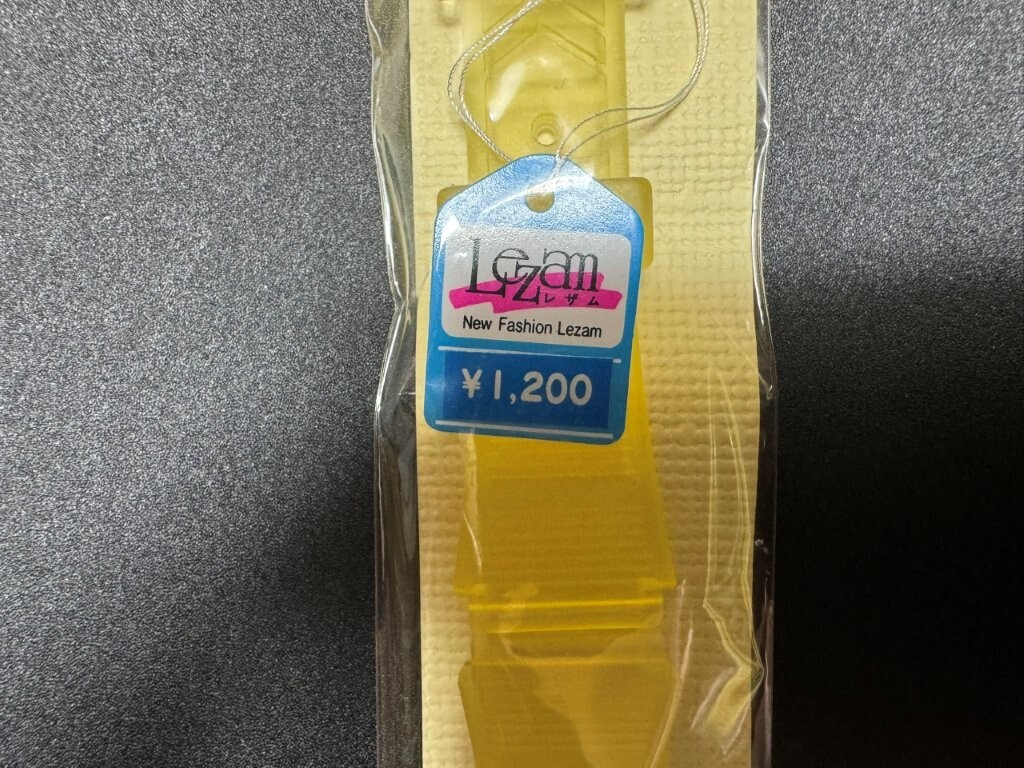 Lezam
レザム
New Fashion Lezam
¥1,200